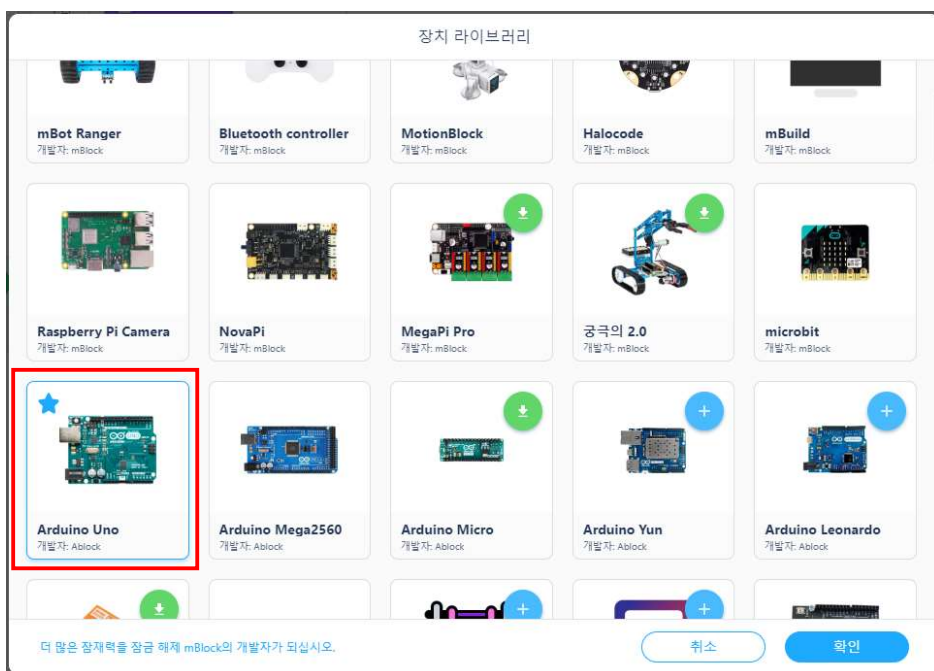 장치 라이브러리
mBot Ranger
개발자: mBlock
Bluetooth controller
개발자: mBlock
MotionBlock
개발자: mBlock
Halocode
개발자: mBlock
mBuild
개발자: mBlock
Raspberry Pi Camera
개발자: mBlock
NovaPi
개발자: mBlock
MegaPi Pro
개발자: mBlock
궁극의 2.0
개발자: mBlock
microbit
개발자: mBlock
Arduino Uno
개발자: Ablock
Arduino Mega2560
개발자: Ablock
Arduino Micro
개발자: Ablock
Arduino Yun
개발자: Ablock
Arduino Leonardo
개발자: Ablock
더 많은 잠재력을 잠금 해제 mBlock의 개발자가 되십시오.
취소
확인